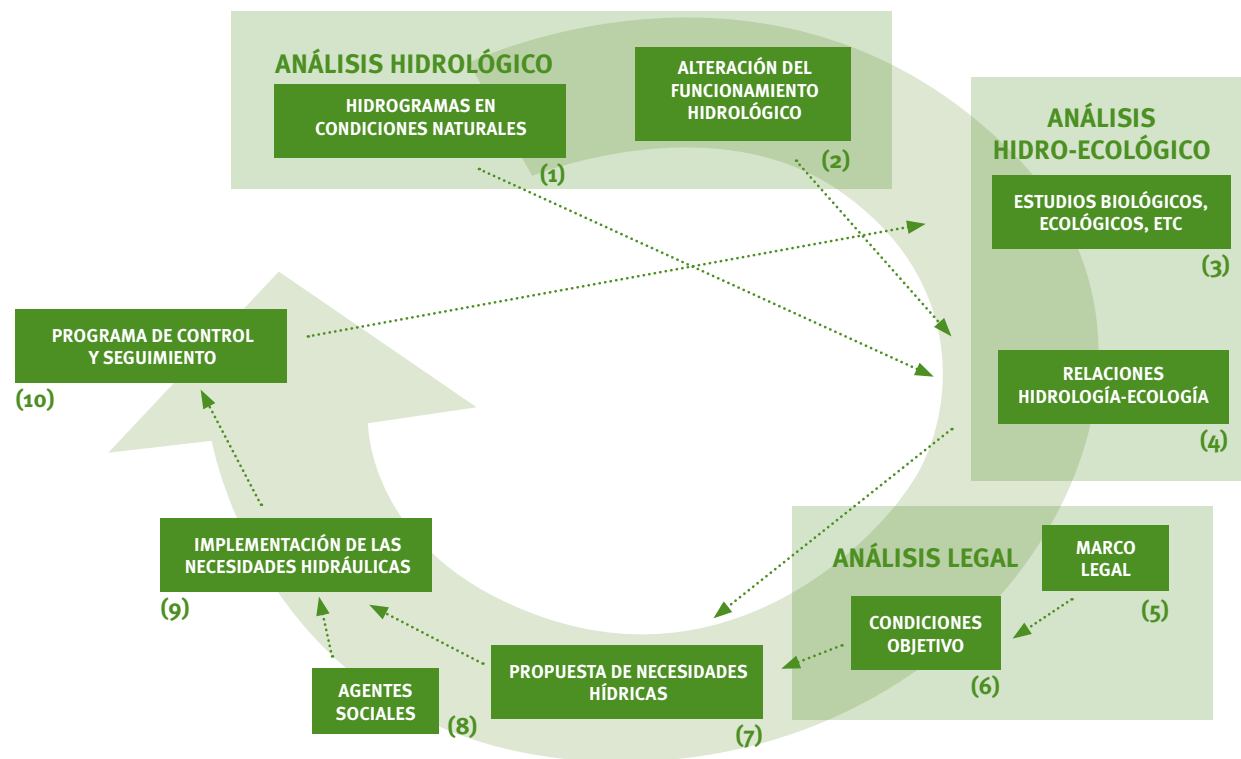 ANÁLISIS HIDROLÓGICO
HIDROGRAMAS EN
CONDICIONES NATURALES
(1)
ALTERACIÓN DEL
FUNCIONAMIENTO
HIDROLÓGICO
(2)
ANÁLISIS
HIDRO-ECOLÓGICO
ESTUDIOS BIOLÓGICOS,
ECOLÓGICOS, ETC
(3)
RELACIONES
HIDROLOGÍA-ECOLOGÍA
(4)
ANÁLISIS LEGAL
MARCO
LEGAL
(5)
CONDICIONES
OBJETIVO
(6)
PROPUESTA DE NECESIDADES
HÍDRICAS
(7)
AGENTES
SOCIALES
(8)
IMPLEMENTACIÓN DE LAS
NECESIDADES HIDRÁULICAS
(9)
PROGRAMA DE CONTROL
Y SEGUIMIENTO
(10)